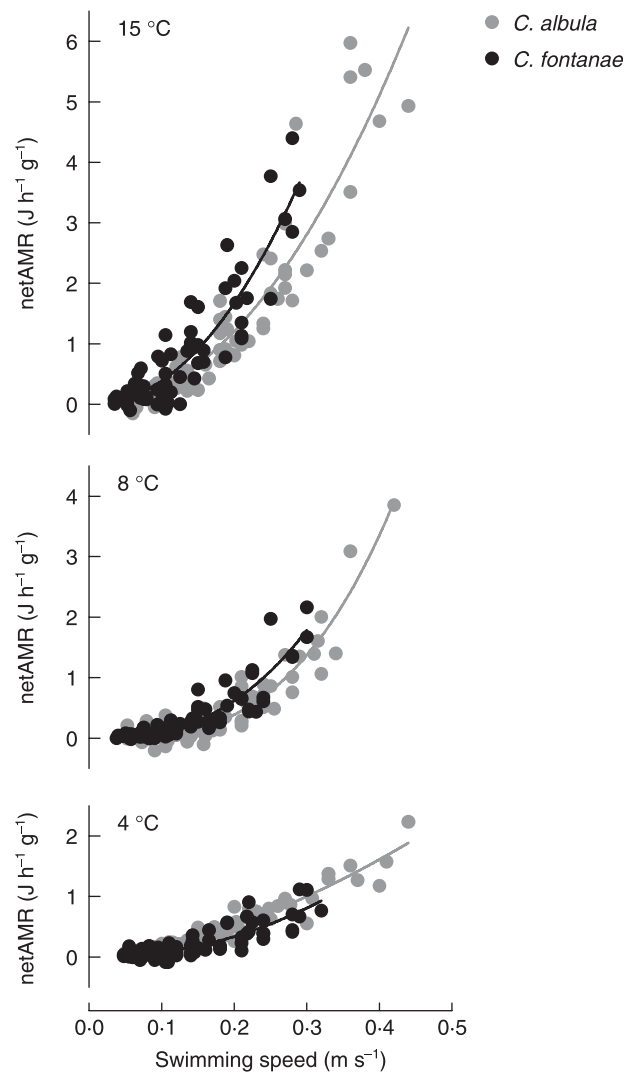 15 °C
C. albula
C. fontanae
6
5
4
3
2
1
0
netAMR (J h⁻¹ g⁻¹)
8 °C
4
3
2
1
0
netAMR (J h⁻¹ g⁻¹)
4 °C
2
1
0
netAMR (J h⁻¹ g⁻¹)
0·0 0·1 0·2 0·3 0·4 0·5
Swimming speed (m s⁻¹)